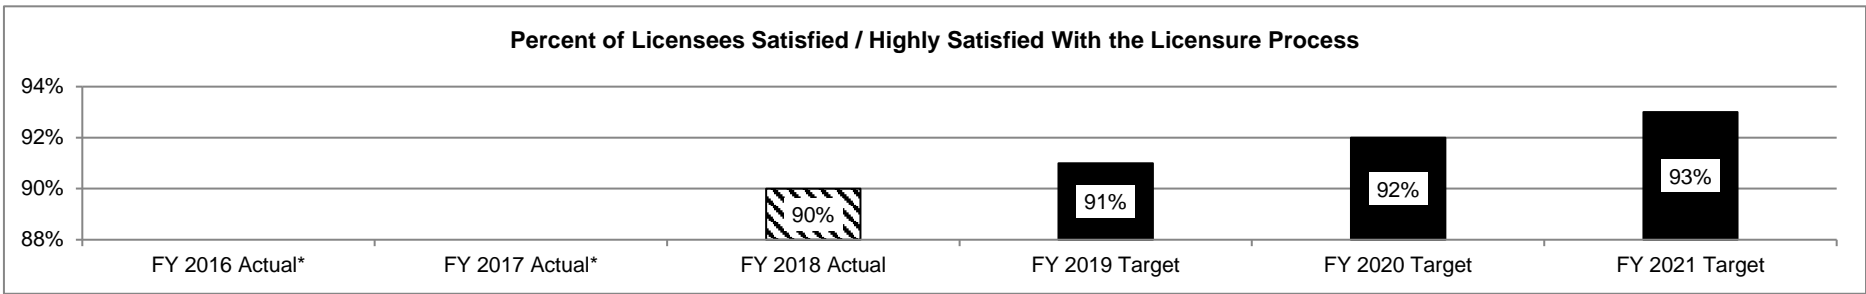 Percent of Licensees Satisfied / Highly Satisfied With the Licensure Process
94%
92%
90%
88%
90%
91%
92%
93%
FY 2016 Actual*
FY 2017 Actual*
FY 2018 Actual
FY 2019 Target
FY 2020 Target
FY 2021 Target